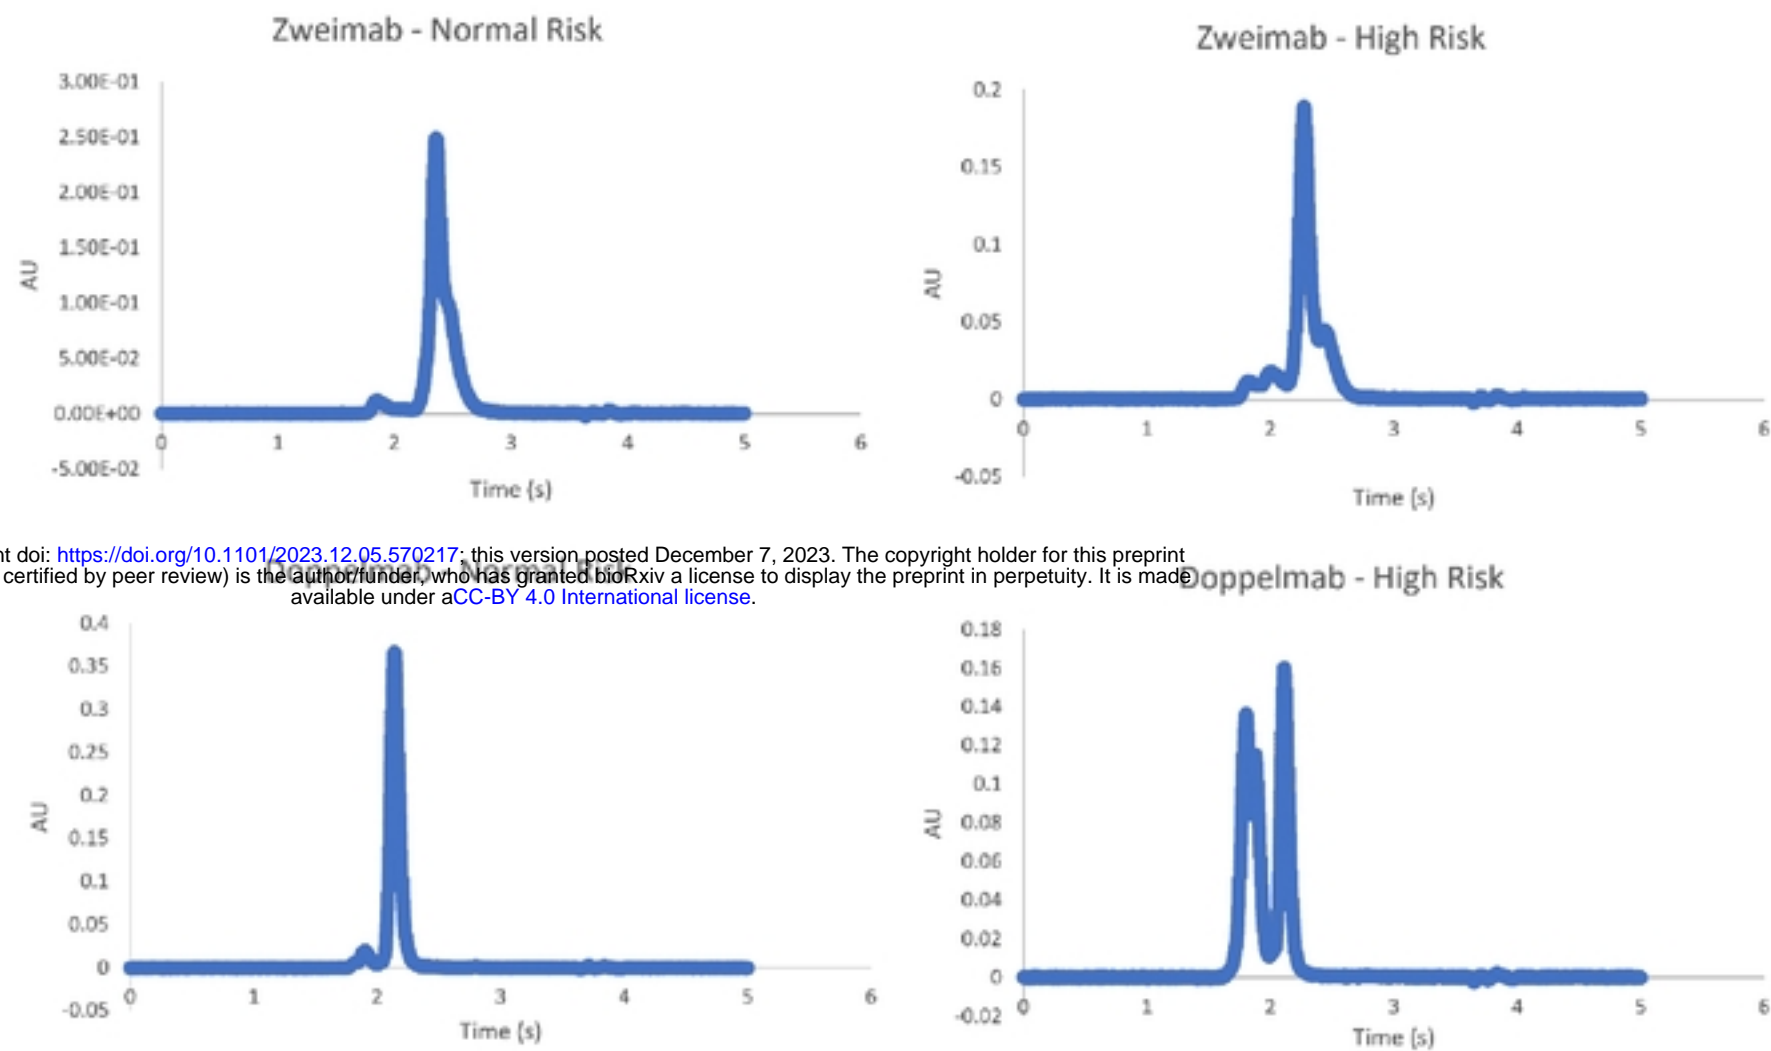 Zweimab - Normal Risk
3.00E-01
2.50E-01
2.00E-01
1.50E-01
1.00E-01
5.00E-02
0.00E+00
-5.00E-02
AU
0 1 2 3 4 5 6
Time (s)
Zweimab - High Risk
0.2
0.15
0.1
0.05
0
-0.05
AU
0 1 2 3 4 5 6
Time (s)
nt doi: https://doi.org/10.1101/2023.12.05.570217; this version posted December 7, 2023. The copyright holder for this preprint
certified by peer review) is the author/funder, who has granted bioRxiv a license to display the preprint in perpetuity. It is made
available under aCC-BY 4.0 International license.
Doppelmab - Normal Risk
0.4
0.35
0.3
0.25
0.2
0.15
0.1
0.05
0
-0.05
AU
0 1 2 3 4 5 6
Time (s)
Doppelmab - High Risk
0.18
0.16
0.14
0.12
0.1
0.08
0.06
0.04
0.02
0
-0.02
AU
0 1 2 3 4 5 6
Time (s)